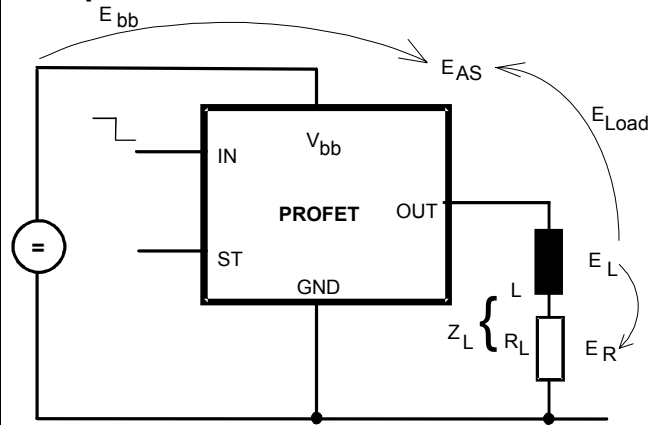 E bb
E AS
E Load
V bb
IN
PROFET
OUT
=
ST
GND
L
E L
Z L { R L
E R